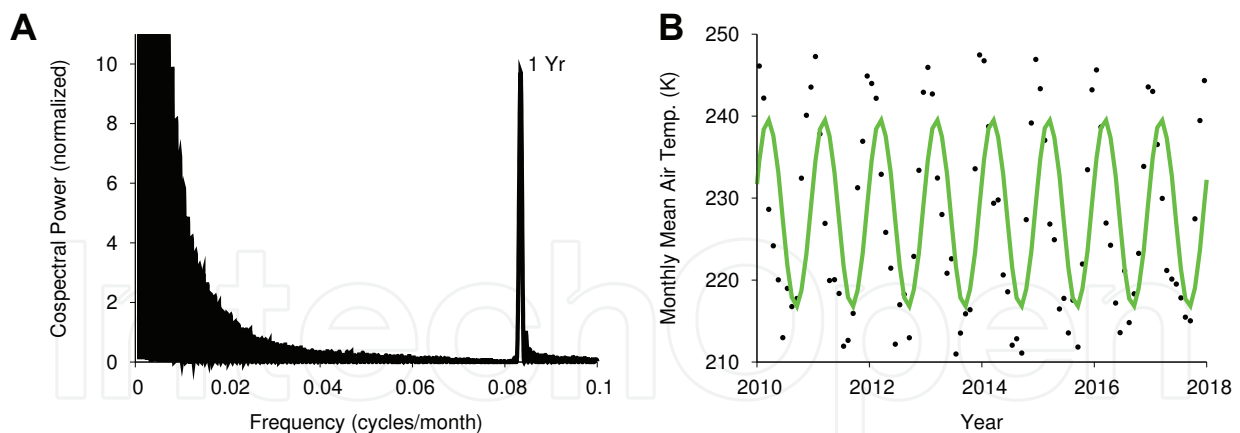 A
Cospectral Power (normalized)
10
8
6
4
2
0
1 Yr
0 0.02 0.04 0.06 0.08 0.1
Frequency (cycles/month)
B
Monthly Mean Air Temp. (K)
250
240
230
220
210
2010 2012 2014 2016 2018
Year
IntechOpen